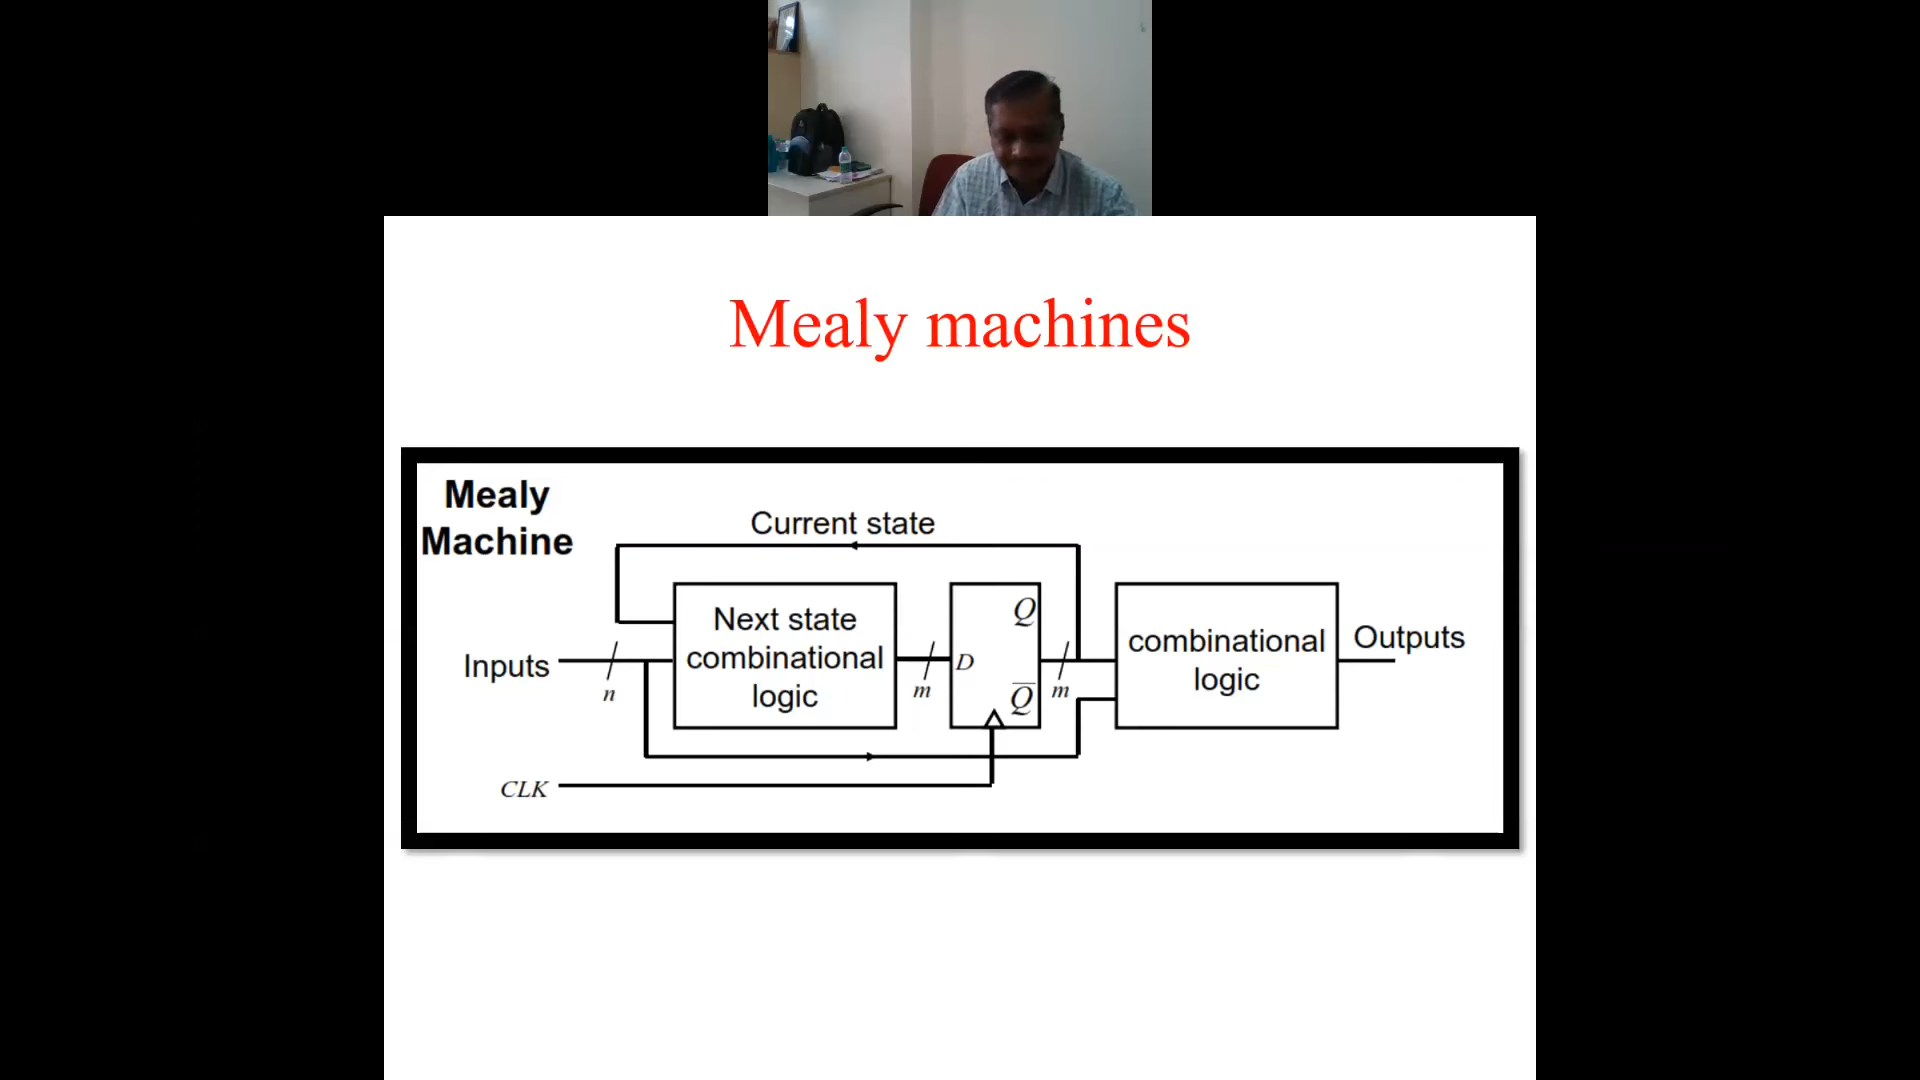 Mealy machines
Mealy
Machine
Current state
Inputs
n
Next state
combinational
logic
m
D
Q
Q̅
m
combinational
logic
Outputs
CLK